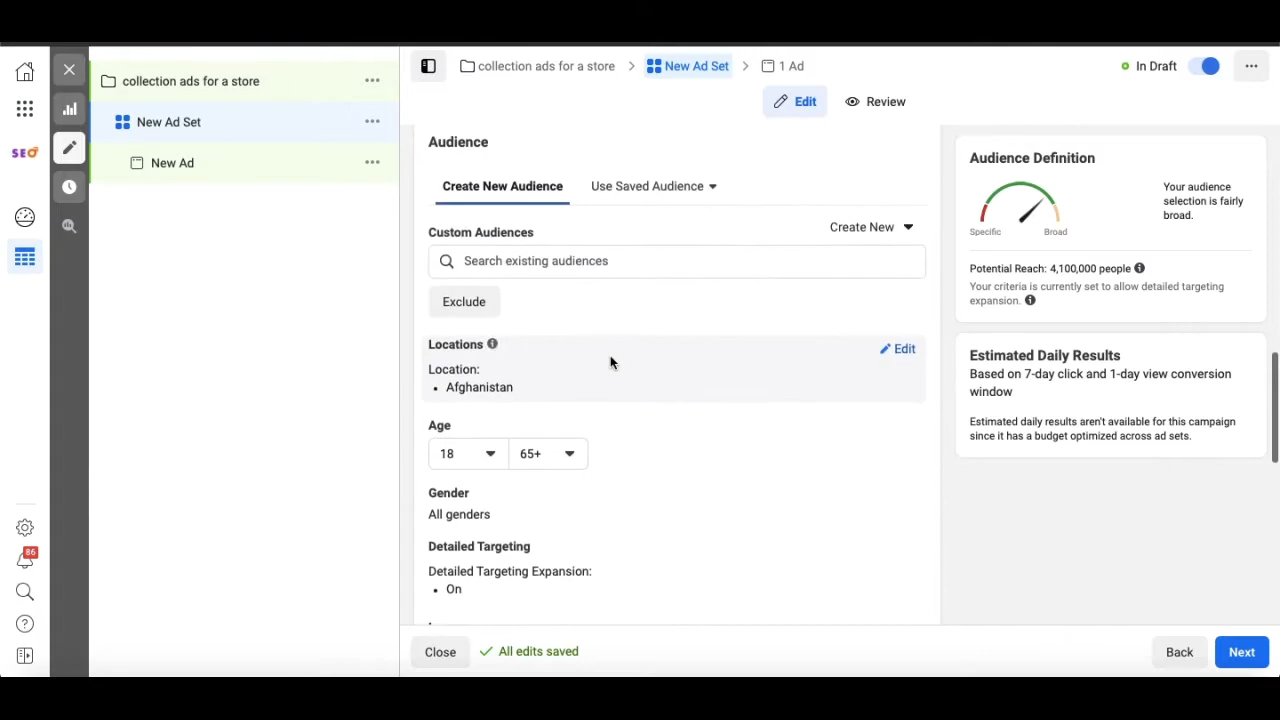 collection ads for a store
New Ad Set
New Ad
SEO
86
collection ads for a store
New Ad Set
1 Ad
In Draft
Edit
Review
Audience
Create New Audience
Use Saved Audience
Custom Audiences
Create New
Search existing audiences
Exclude
Locations
Edit
Location:
Afghanistan
Age
18
65+
Gender
All genders
Detailed Targeting
Detailed Targeting Expansion:
On
Close
All edits saved
Back
Next
Audience Definition
Specific
Broad
Your audience
selection is fairly
broad.
Potential Reach: 4,100,000 people
Your criteria is currently set to allow detailed targeting
expansion.
Estimated Daily Results
Based on 7-day click and 1-day view conversion
window
Estimated daily results aren't available for this campaign
since it has a budget optimized across ad sets.